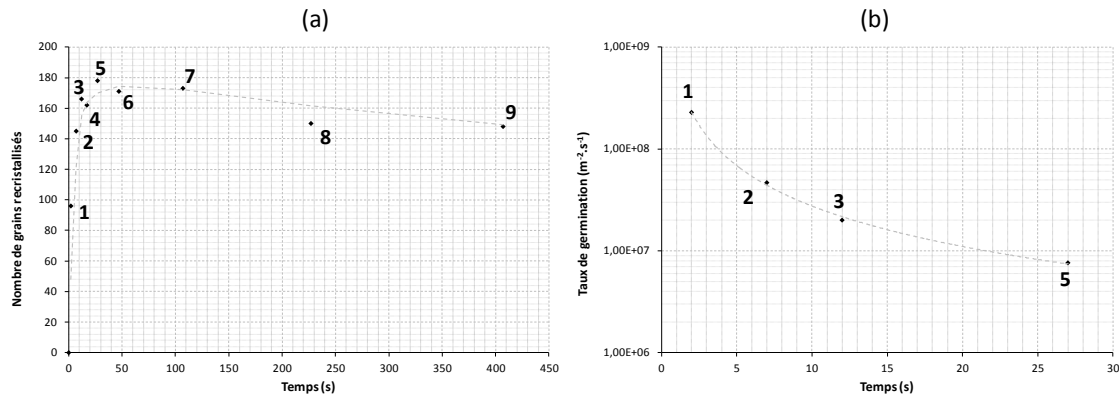 (a)
Nombre de grains recristallisés
200
180
160
140
120
100
80
60
40
20
0
1
2
3
4
5
6
7
8
9
0 50 100 150 200 250 300 350 400 450
Temps (s)
(b)
Taux de germination (m⁻².s⁻¹)
1,00E+09
1,00E+08
1,00E+07
1,00E+06
1
2
3
5
0 5 10 15 20 25 30
Temps (s)